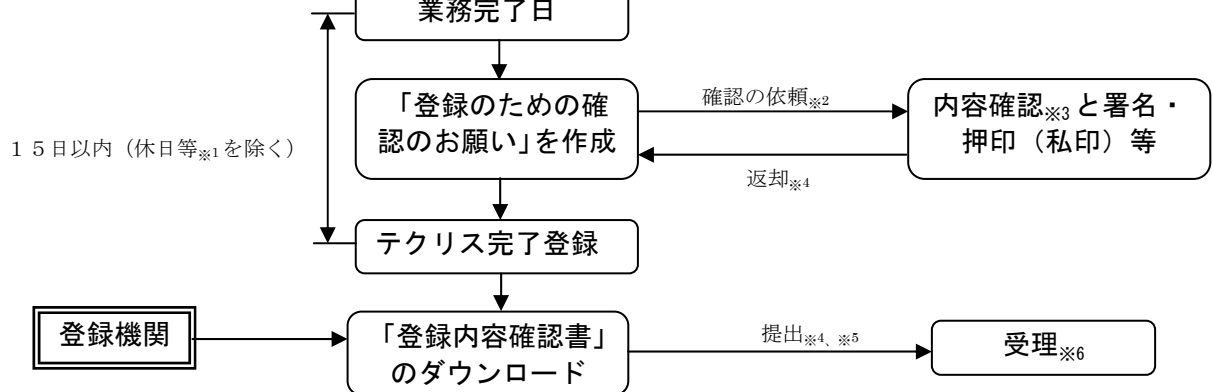 業務完了日
「登録のための確
認のお願い」を作成
確認の依頼※2
内容確認※3と署名・
押印（私印）等
１５日以内（休日等※1を除く）
返却※4
テクリス完了登録
登録機関
「登録内容確認書」
のダウンロード
提出※4、※5
受理※6